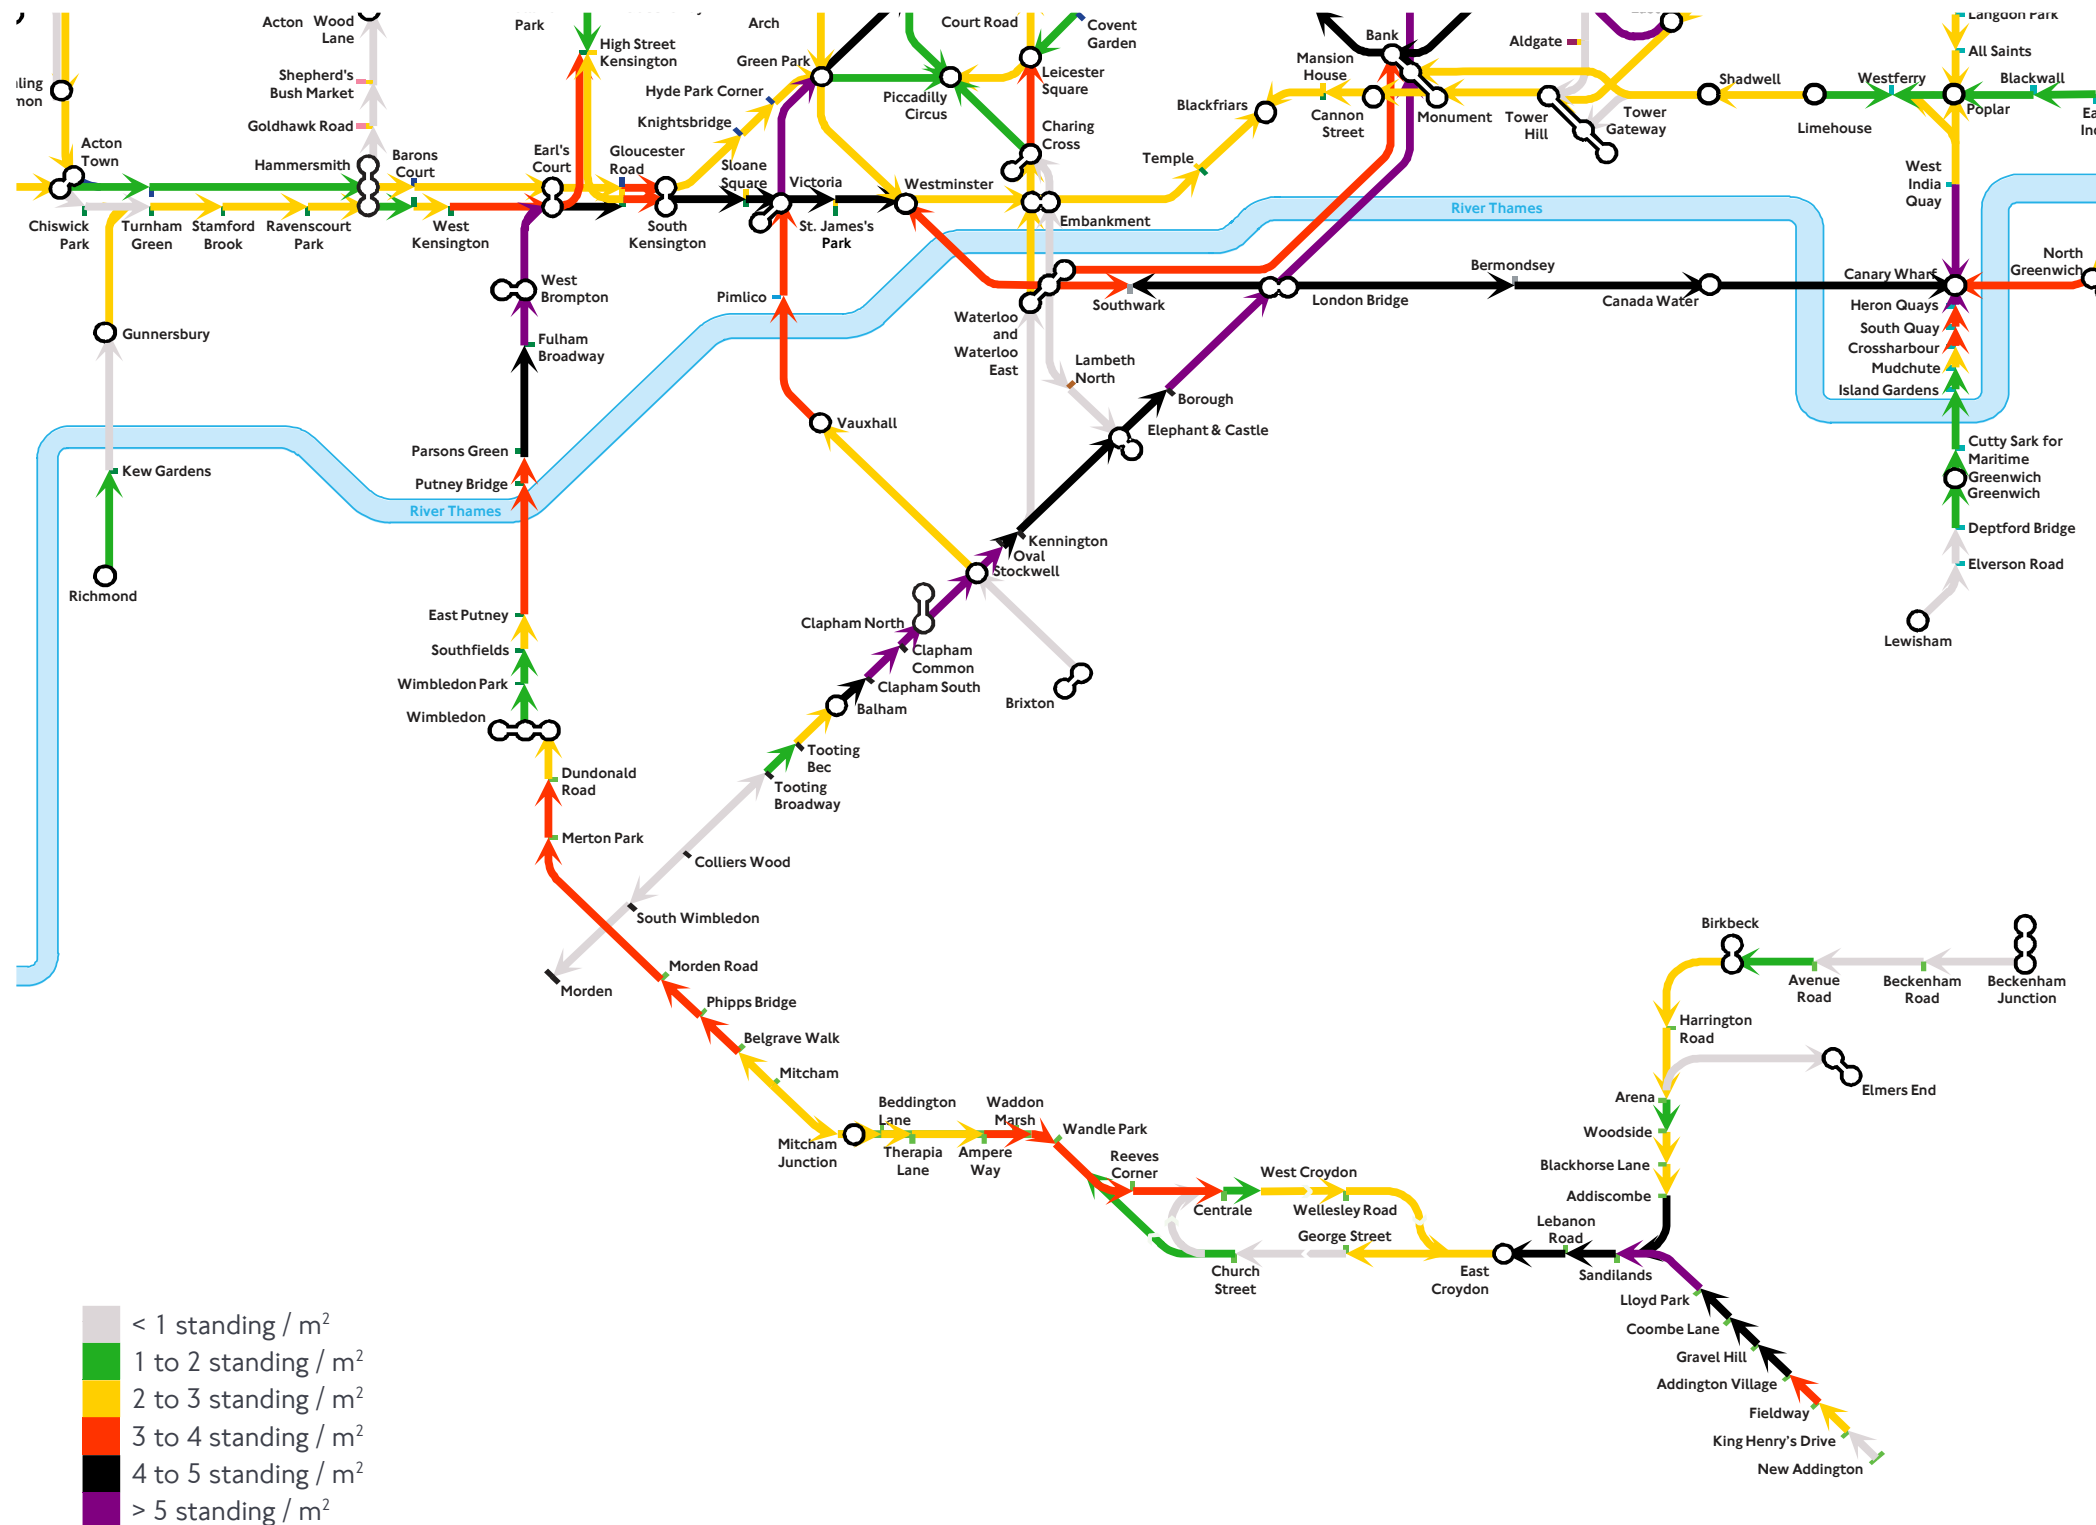 Park
Arch
Court Road
Covent
Garden
Langdon Park
Acton
Wood
Lane
High Street
Kensington
Green Park
Leicester
Square
Bank
Aldgate
All Saints
Shepherd's
Bush Market
Hyde Park Corner
Piccadilly
Circus
Mansion
House
Shadwell
Westferry
Blackwall
Goldhawk Road
Knightsbridge
Charing
Cross
Blackfriars
Cannon
Street
Monument
Tower
Hill
Tower
Gateway
Limehouse
Poplar
Acton
Town
Hammersmith
Barons
Court
Earl's
Court
Gloucester
Road
Sloane
Square
Victoria
Westminster
Temple
West
India
Quay
Chiswick
Park
Turnham
Green
Stamford
Brook
Ravenscourt
Park
West
Kensington
South
Kensington
St. James's
Park
Embankment
River Thames
West
Brompton
Pimlico
Bermondsey
Southwark
London Bridge
Canada Water
Canary Wharf
North
Greenwich
Heron Quays
South Quay
Crossharbour
Mudchute
Island Gardens
Gunnersbury
Fulham
Broadway
Waterloo
and
Waterloo
East
Lambeth
North
Borough
Vauxhall
Elephant & Castle
Parsons Green
Putney Bridge
River Thames
Kew Gardens
Cutty Sark for
Maritime
Greenwich
Greenwich
Deptford Bridge
Elverson Road
Lewisham
Kennington
Oval
Stockwell
Richmond
East Putney
Southfields
Wimbledon Park
Wimbledon
Clapham North
Clapham
Common
Clapham South
Balham
Brixton
Tooting
Bec
Tooting
Broadway
Dundonald
Road
Merton Park
Colliers Wood
South Wimbledon
Morden
Morden Road
Phipps Bridge
Belgrave Walk
Mitcham
Mitcham
Junction
Beddington
Lane
Therapia
Lane
Waddon
Marsh
Ampere
Way
Wandle Park
Reeves
Corner
Centrale
West Croydon
Wellesley Road
George Street
Church
Street
East
Croydon
Lebanon
Road
Sandilands
Birkbeck
Avenue
Road
Beckenham
Road
Beckenham
Junction
Harrington
Road
Elmers End
Arena
Woodside
Blackhorse Lane
Addiscombe
Lloyd Park
Coombe Lane
Gravel Hill
Addington Village
Fieldway
King Henry's Drive
New Addington
< 1 standing / m²
1 to 2 standing / m²
2 to 3 standing / m²
3 to 4 standing / m²
4 to 5 standing / m²
> 5 standing / m²